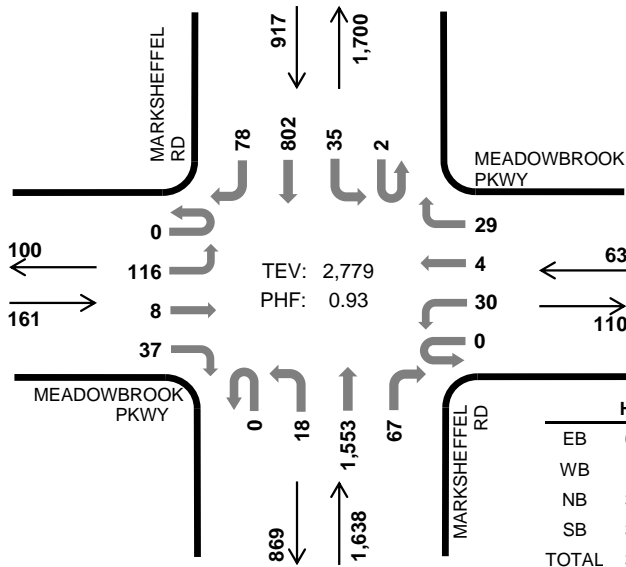 917
1,700
MARKSHEFFEL
RD
78
802
35
2
MEADOWBROOK
PKWY
0
29
100
116
TEV: 2,779
4
63
161
8
PHF: 0.93
30
110
37
0
MEADOWBROOK
PKWY
0
18
1,553
67
MARKSHEFFEL
RD
H
EB
WB
NB
SB
TOTAL
869
1,638